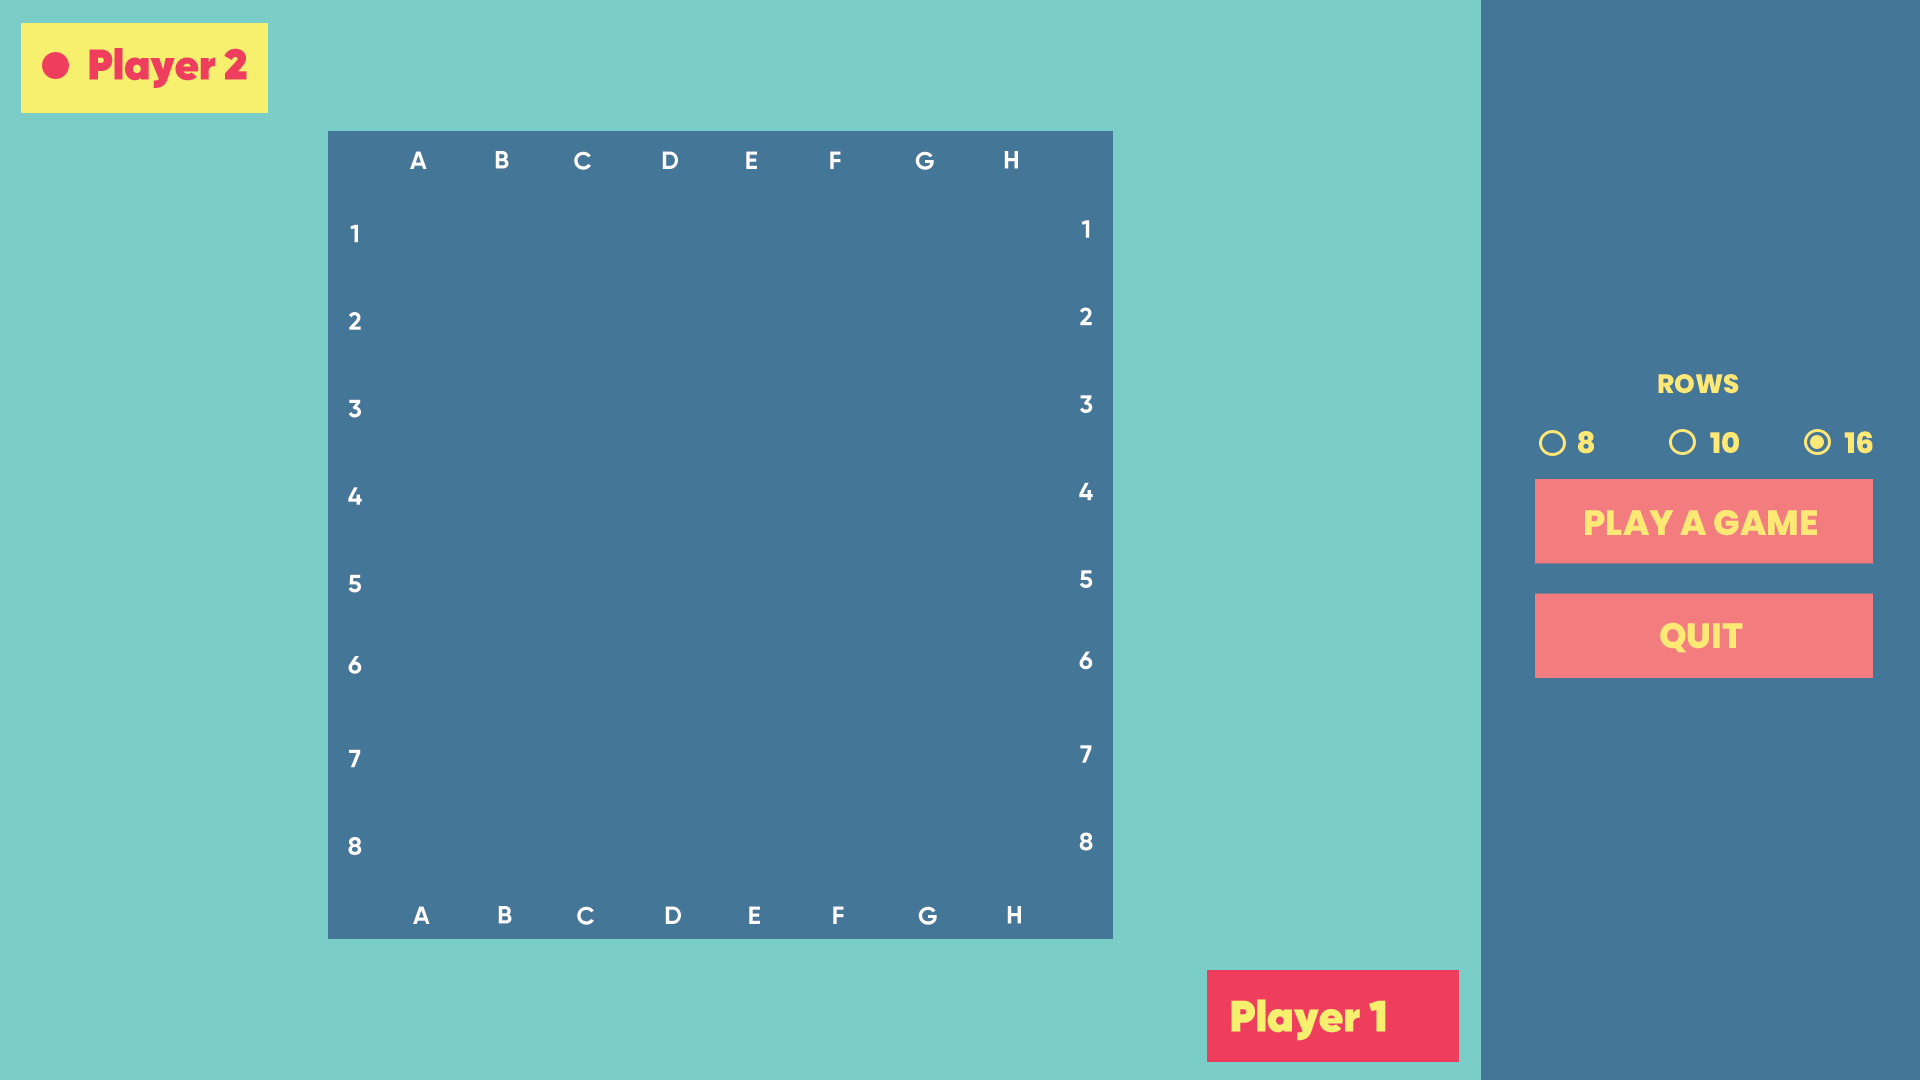 Player 2
A B C D E F G H
1 1
2 2
3 3
4 4
5 5
6 6
7 7
8 8
A B C D E F G H
Player 1
ROWS
8 10 16
PLAY A GAME
QUIT